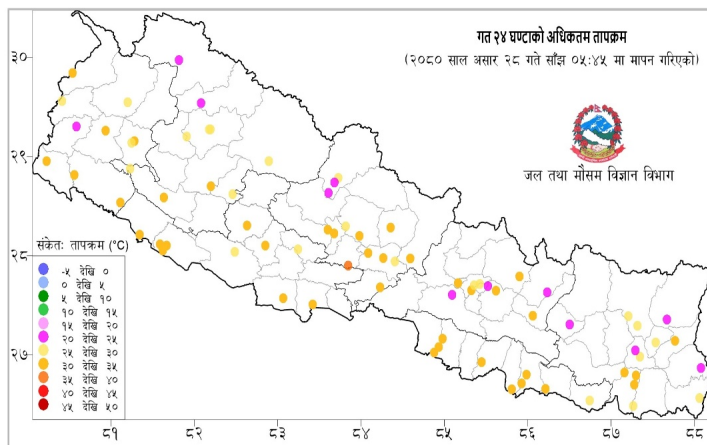 गत २४ घण्टाको अधिकतम तापक्रम
(२०८० साल असार २८ गते साँझ ०५:४५ मा मापन गरिएको)
जल तथा मौसम विज्ञान विभाग
३०
२९
२८
२७
संकेतः तापक्रम (°C)
-५ देखि ०
० देखि ५
५ देखि १०
१० देखि १५
१५ देखि २०
२० देखि २५
२५ देखि ३०
३० देखि ३५
३५ देखि ४०
४० देखि ४५
४५ देखि ५०
८१ ८२ ८३ ८४ ८५ ८६ ८७ ८८